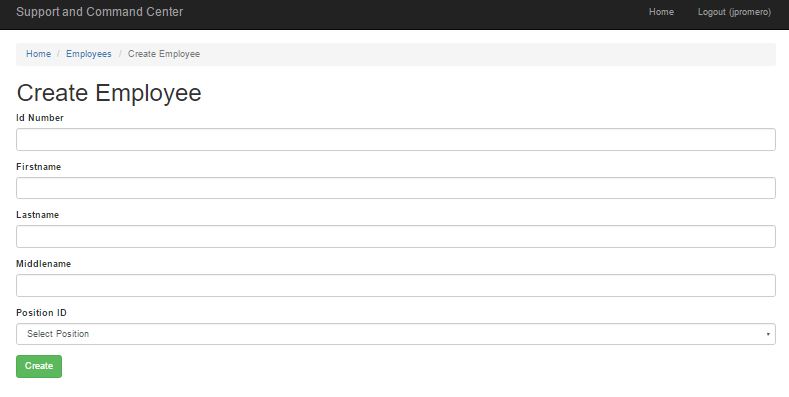 Support and Command Center Home Logout (jpromero)
Home / Employees / Create Employee
Create Employee
Id Number
Firstname
Lastname
Middlename
Position ID
Select Position
Create